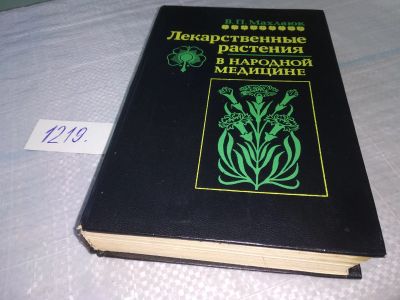 В. П. Махлаюк
Лекарственные
растения
В НАРОДНОЙ
МЕДИЦИНЕ
1219.